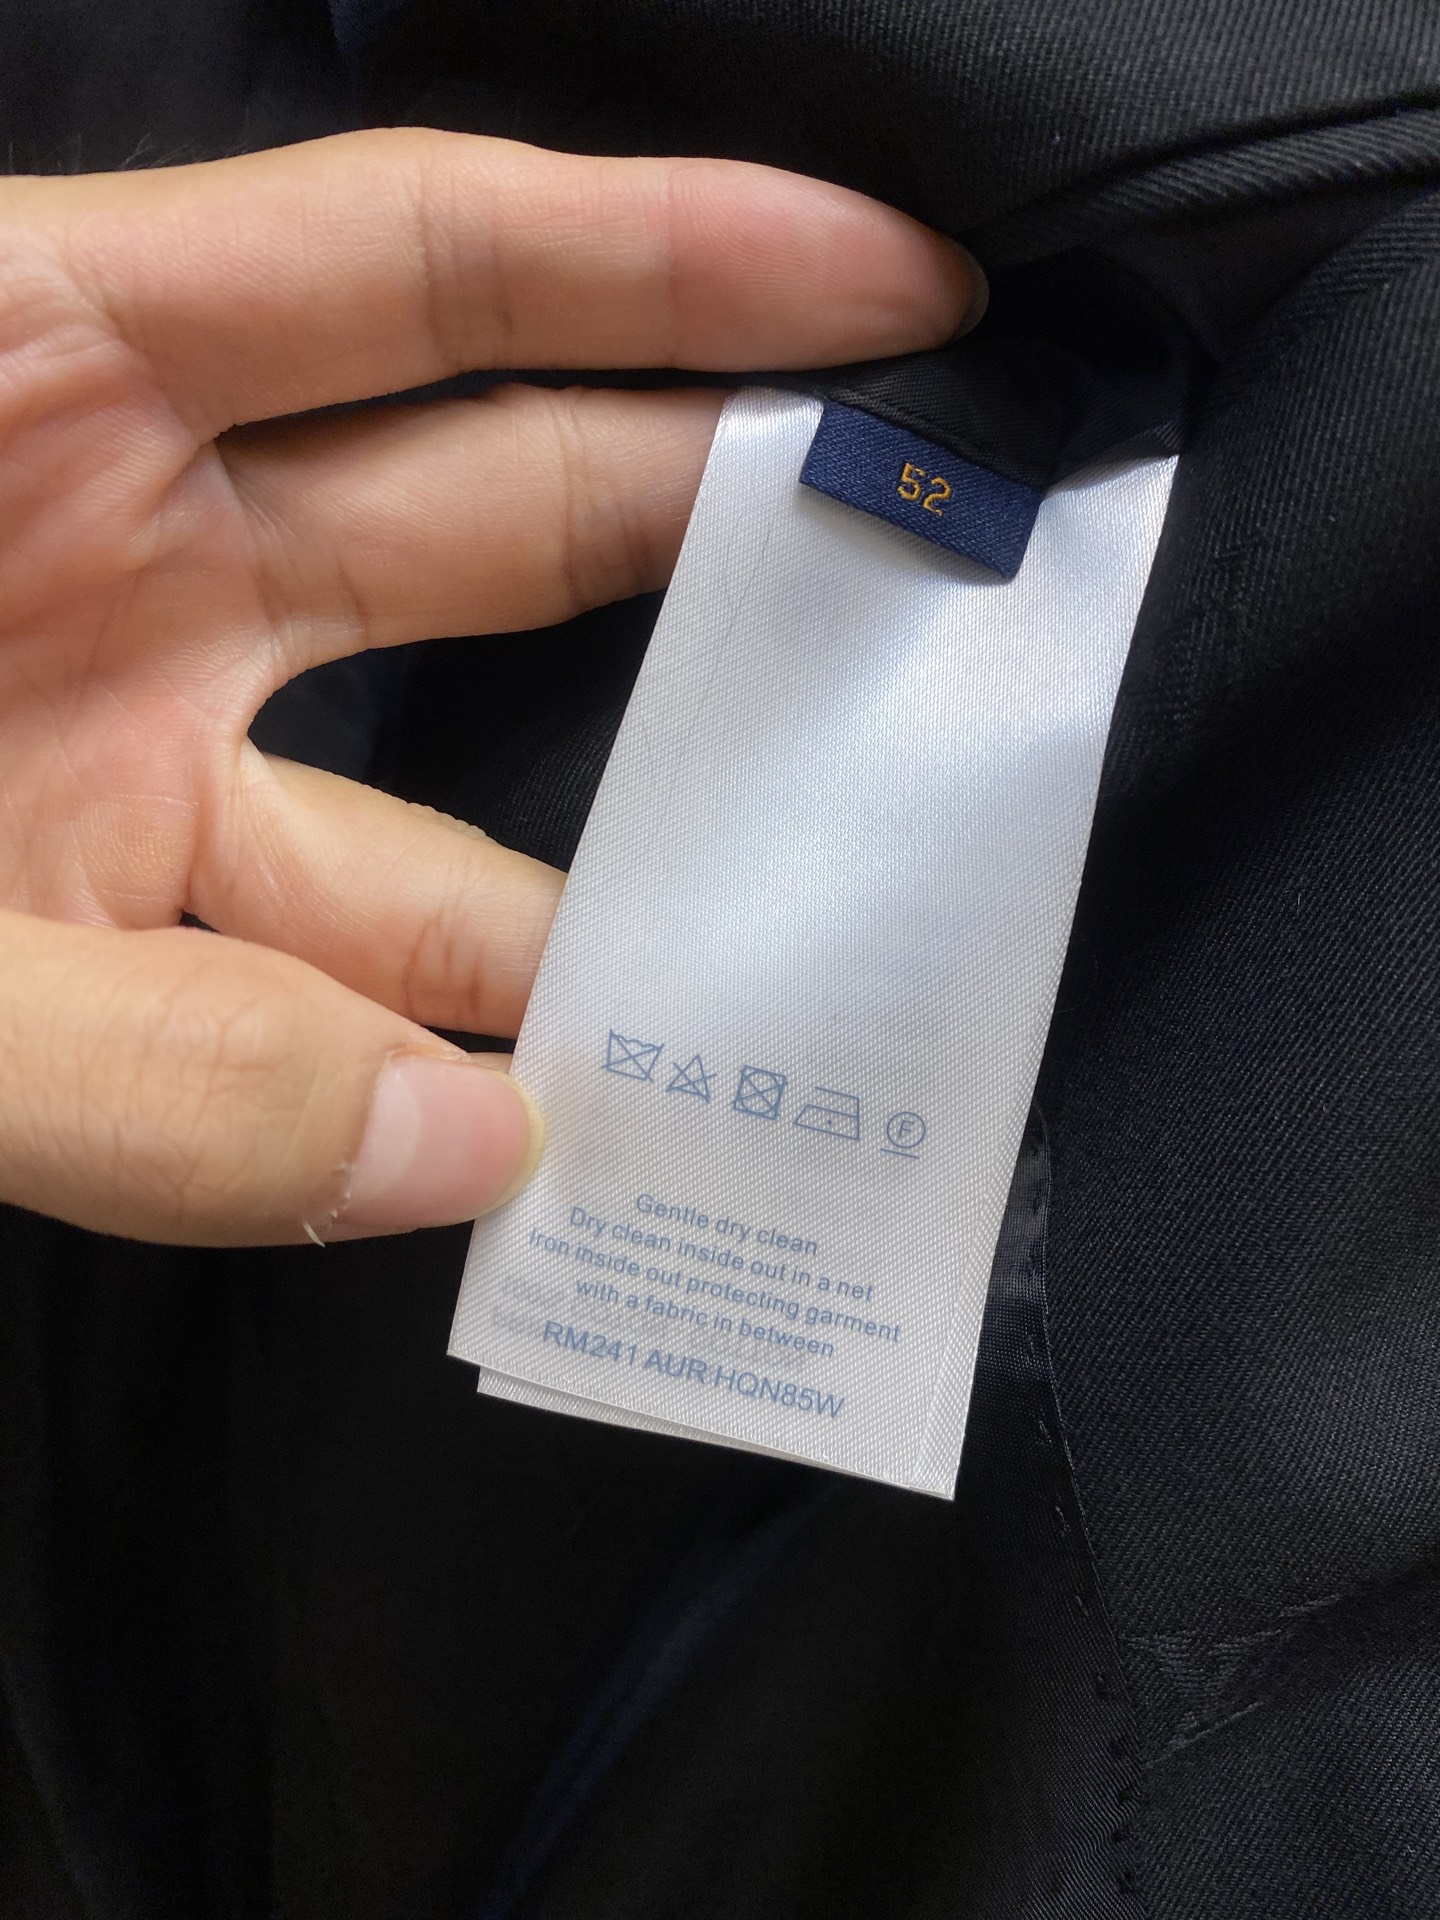 52
F
Gentle dry clean
Dry clean inside out in a net
Iron inside out protecting garment
with a fabric in between
RM241 AUR HQN85W